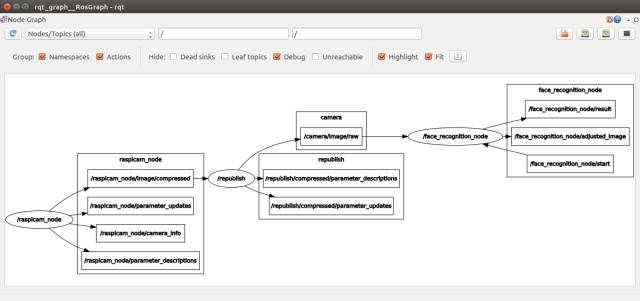 rqt_graph__RosGraph - rqt
Node Graph
Nodes/Topics (all) / /
Group: Namespaces Actions Hide: Dead sinks Leaf topics Debug Unreachable Highlight Fit
face_recognition_node
/face_recognition_node/result
camera
/camera/image/raw
/face_recognition_node
/face_recognition_node/adjusted_image
raspicam_node
republish
/face_recognition_node/start
/raspicam_node/image/compressed
/republish
/republish/compressed/parameter_descriptions
/raspicam_node/parameter_updates
/republish/compressed/parameter_updates
/raspicam_node
/raspicam_node/camera_info
/raspicam_node/parameter_descriptions